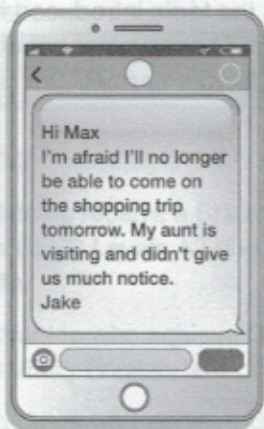 Hi Max
I'm afraid I'll no longer
be able to come on
the shopping trip
tomorrow. My aunt is
visiting and didn't give
us much notice.
Jake